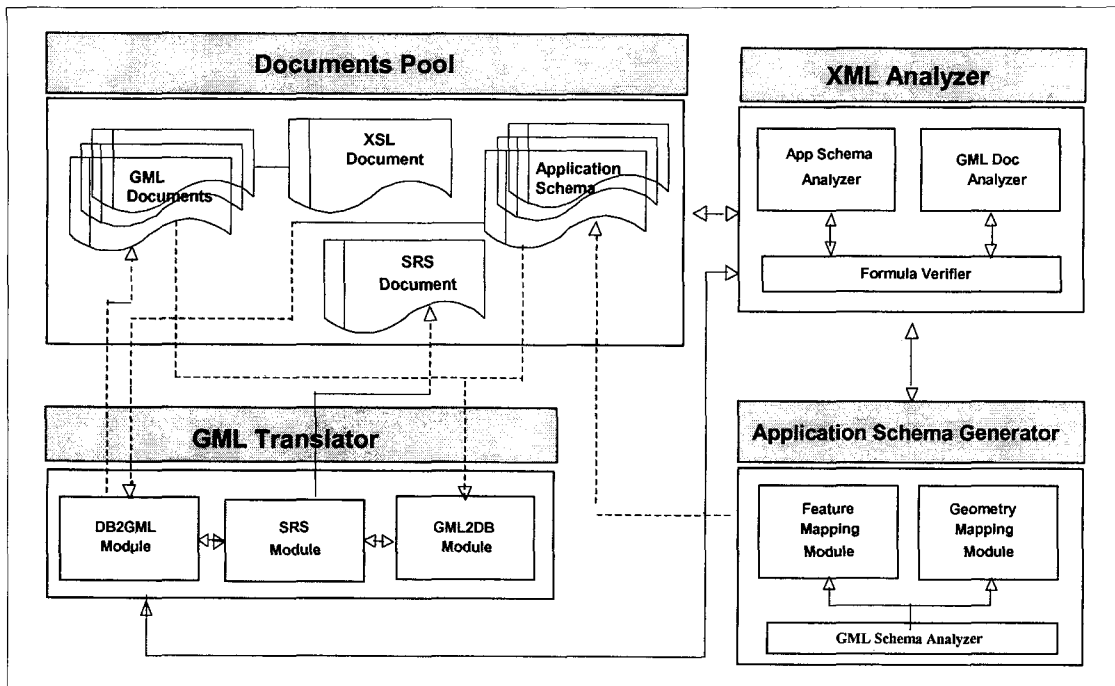 Documents Pool
XML Analyzer
XSL
Document
GML
Documents
Application
Schema
SRS
Document
App Schema
Analyzer
GML Doc
Analyzer
Formula Verifier
GML Translator
DB2GML
Module
SRS
Module
GML2DB
Module
Application Schema Generator
Feature
Mapping
Module
Geometry
Mapping
Module
GML Schema Analyzer